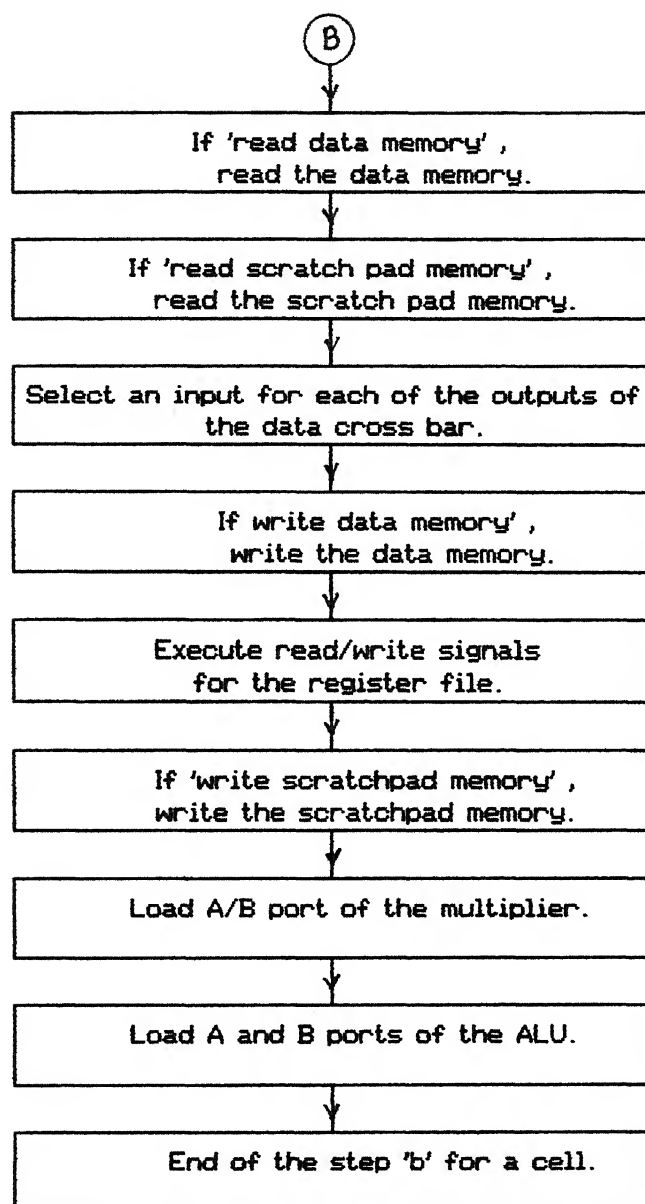 B
If 'read data memory' ,
read the data memory.
If 'read scratch pad memory' ,
read the scratch pad memory.
Select an input for each of the outputs of
the data cross bar.
If write data memory' ,
write the data memory.
Execute read/write signals
for the register file.
If 'write scratchpad memory' ,
write the scratchpad memory.
Load A/B port of the multiplier.
Load A and B ports of the ALU.
End of the step 'b' for a cell.